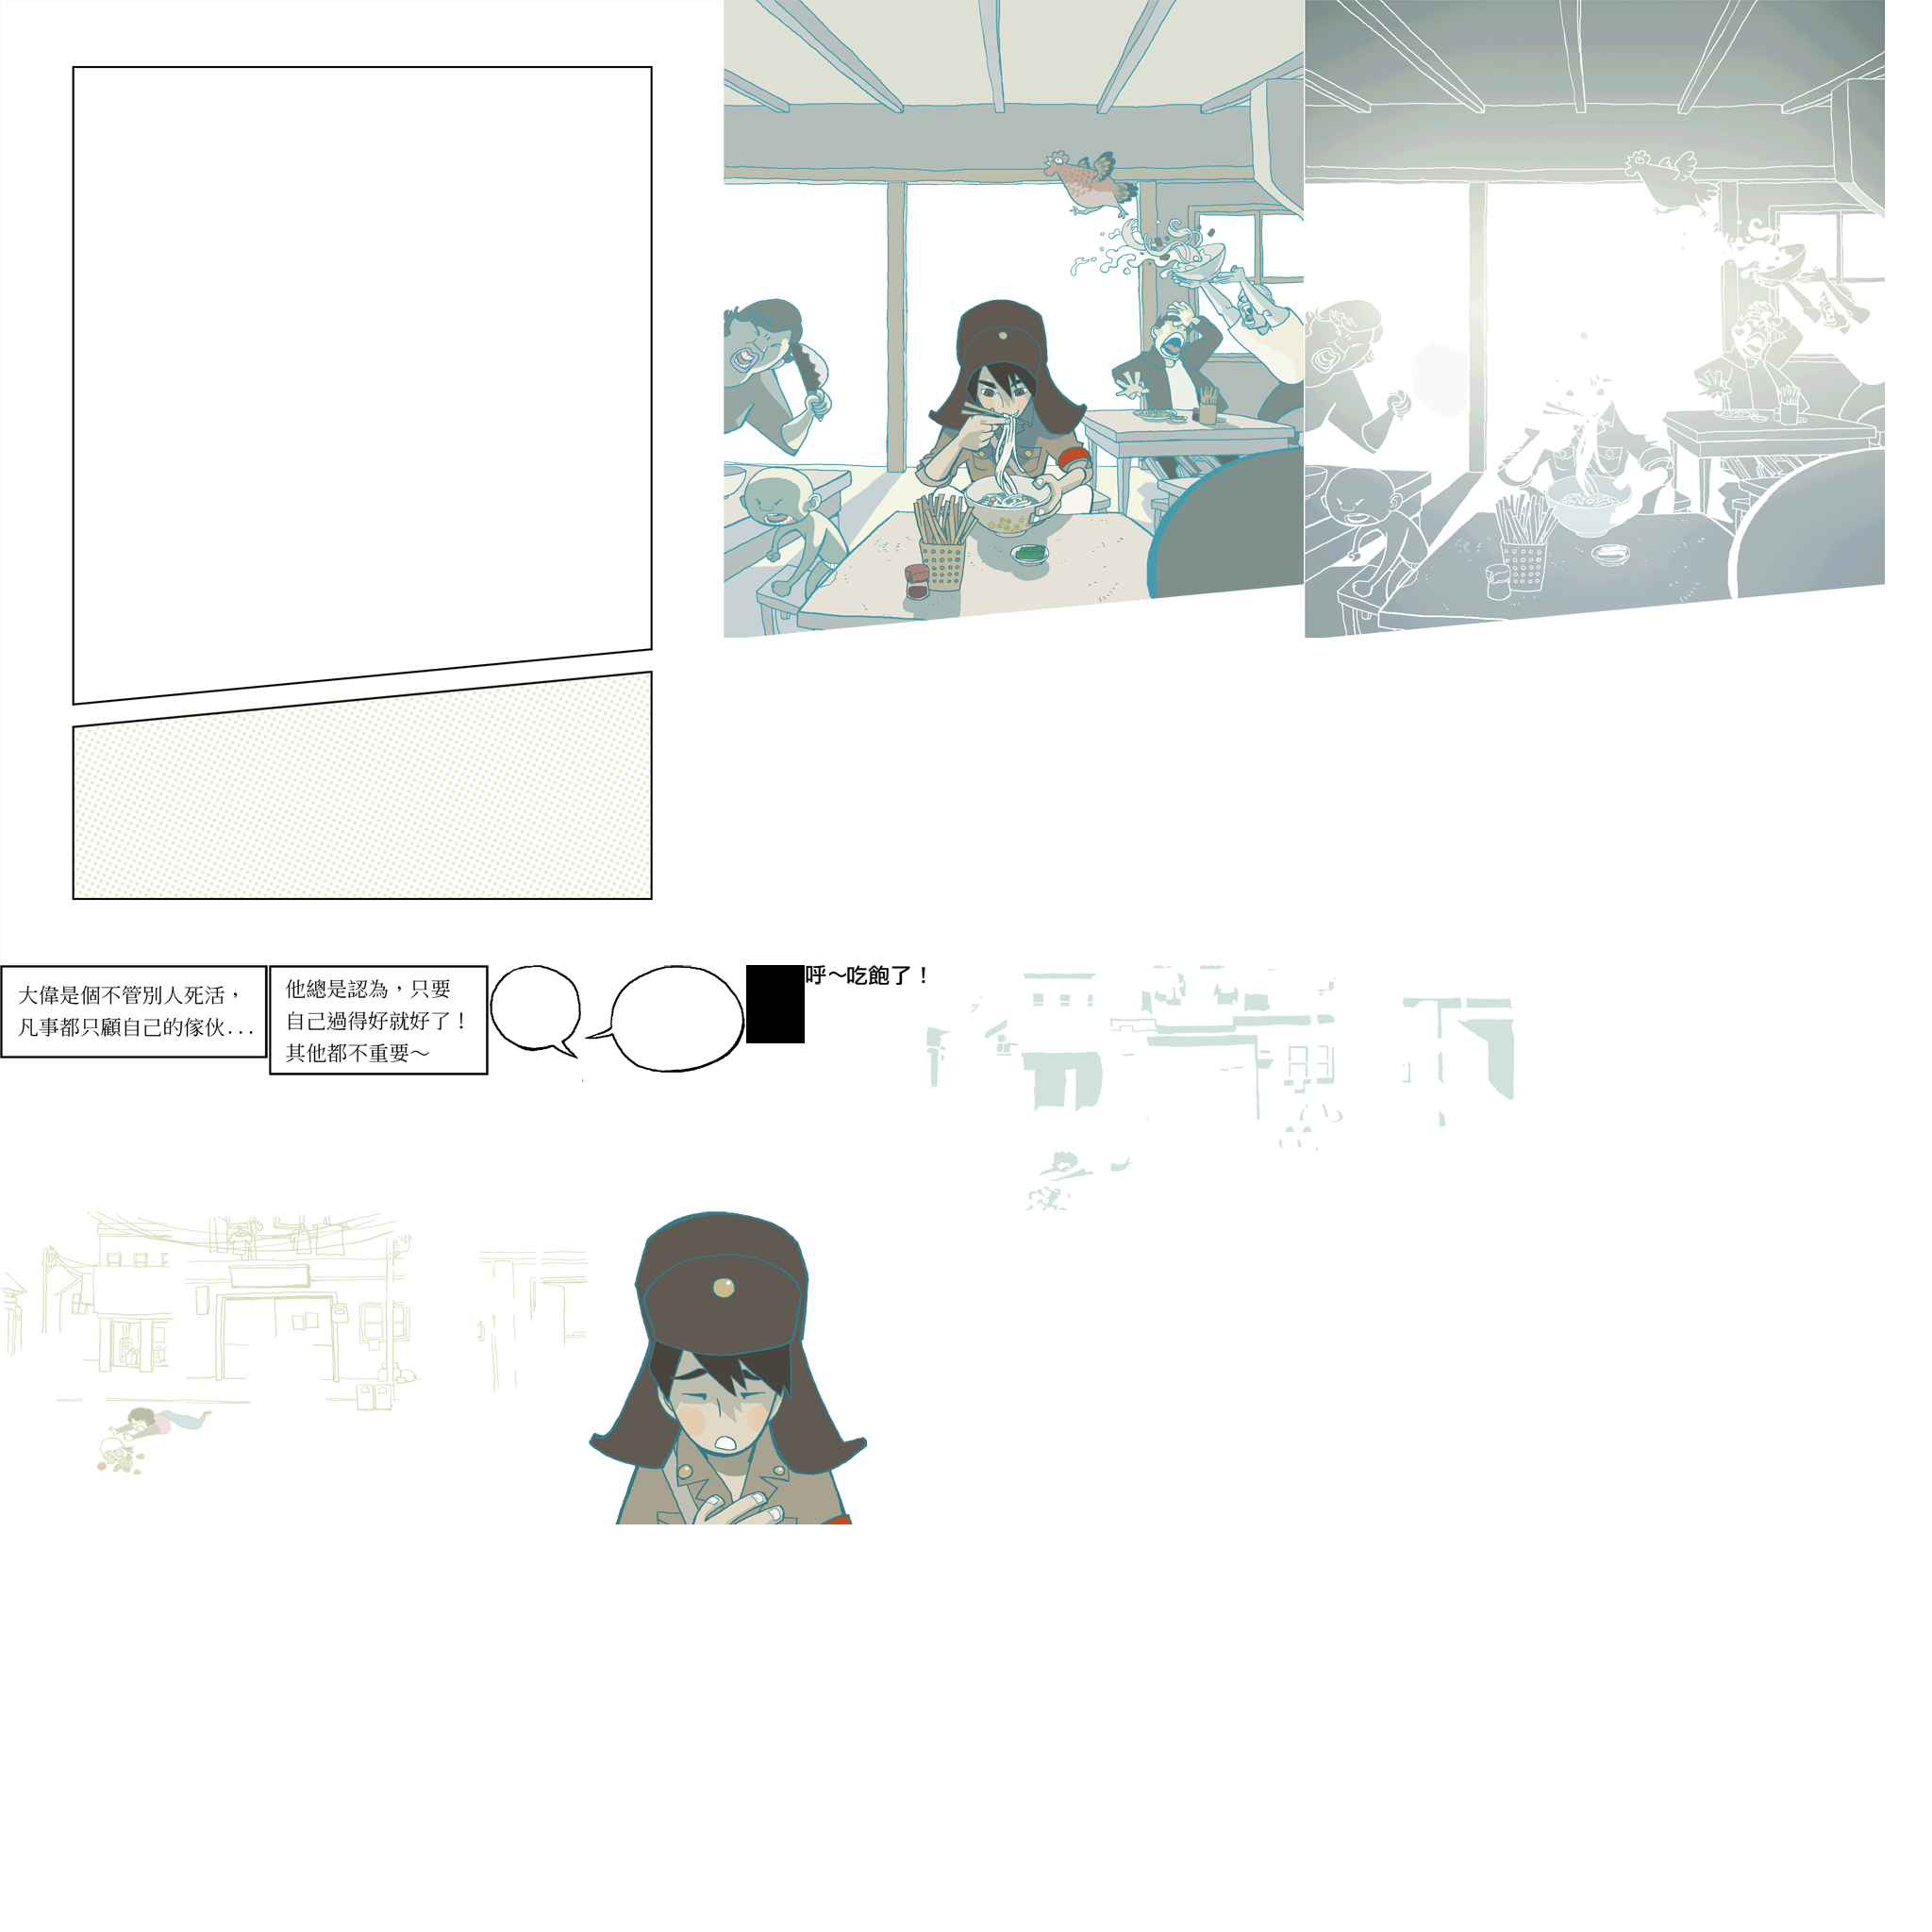 大偉是個不管別人死活，
凡事都只顧自己的傢伙...
他總是認為，只要
自己過得好就好了！
其他都不重要～
呼～吃飽了！